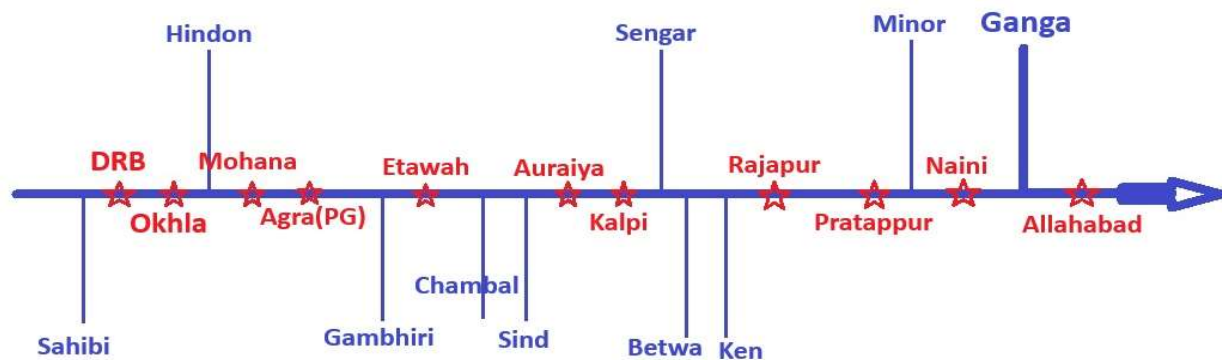 Hindon
Sengar
Minor
Ganga
DRB
Mohana
Etawah
Auraiya
Rajapur
Naini
Okhla
Agra(PG)
Kalpi
Pratappur
Allahabad
Chambal
Sahibi
Gambhiri
Sind
Betwa
Ken